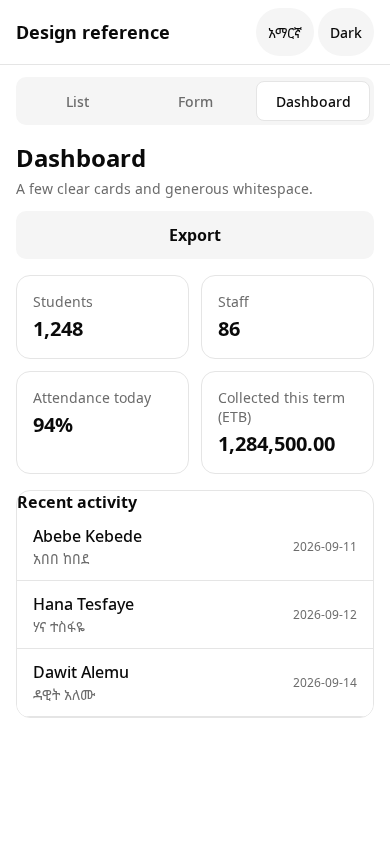 Design reference
አማርኛ
Dark
List
Form
Dashboard
Dashboard
A few clear cards and generous whitespace.
Export
Students
1,248
Staff
86
Attendance today
94%
Collected this term
(ETB)
1,284,500.00
Recent activity
Abebe Kebede
አበበ ከበደ
2026-09-11
Hana Tesfaye
ሃና ተስፋዬ
2026-09-12
Dawit Alemu
ዳዊት አለሙ
2026-09-14